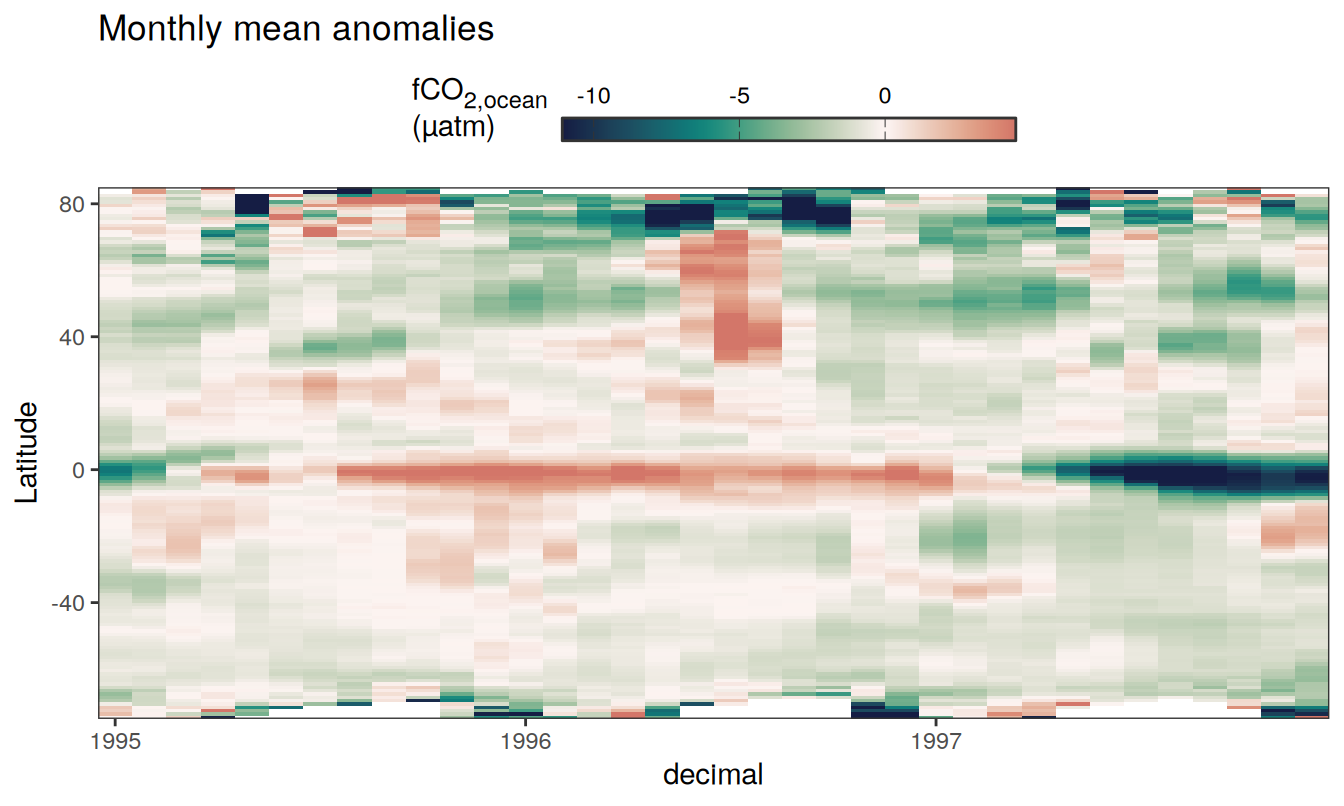 Monthly mean anomalies
fCO2,ocean
(µatm)
-10 -5 0
Latitude
80
40
0
-40
1995 1996 1997
decimal